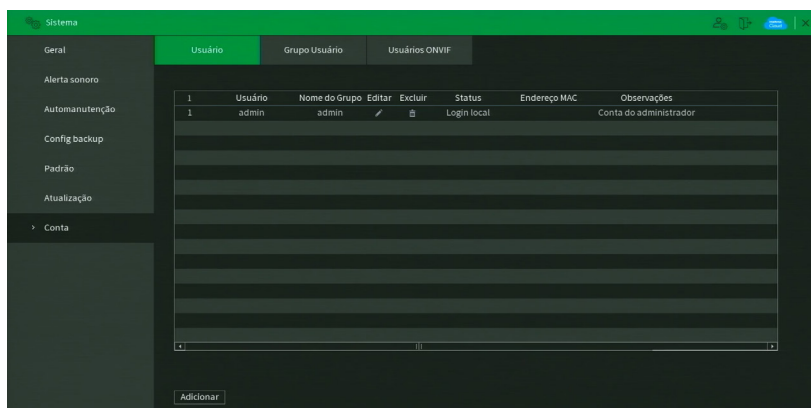 Sistema
Geral
Alerta sonoro
Automanutenção
Config backup
Padrão
Atualização
Conta
Usuário
Grupo Usuário
Usuários ONVIF
1 Usuário Nome do Grupo Editar Excluir Status Endereço MAC Observações
1 admin admin Login local Conta do administrador
Adicionar